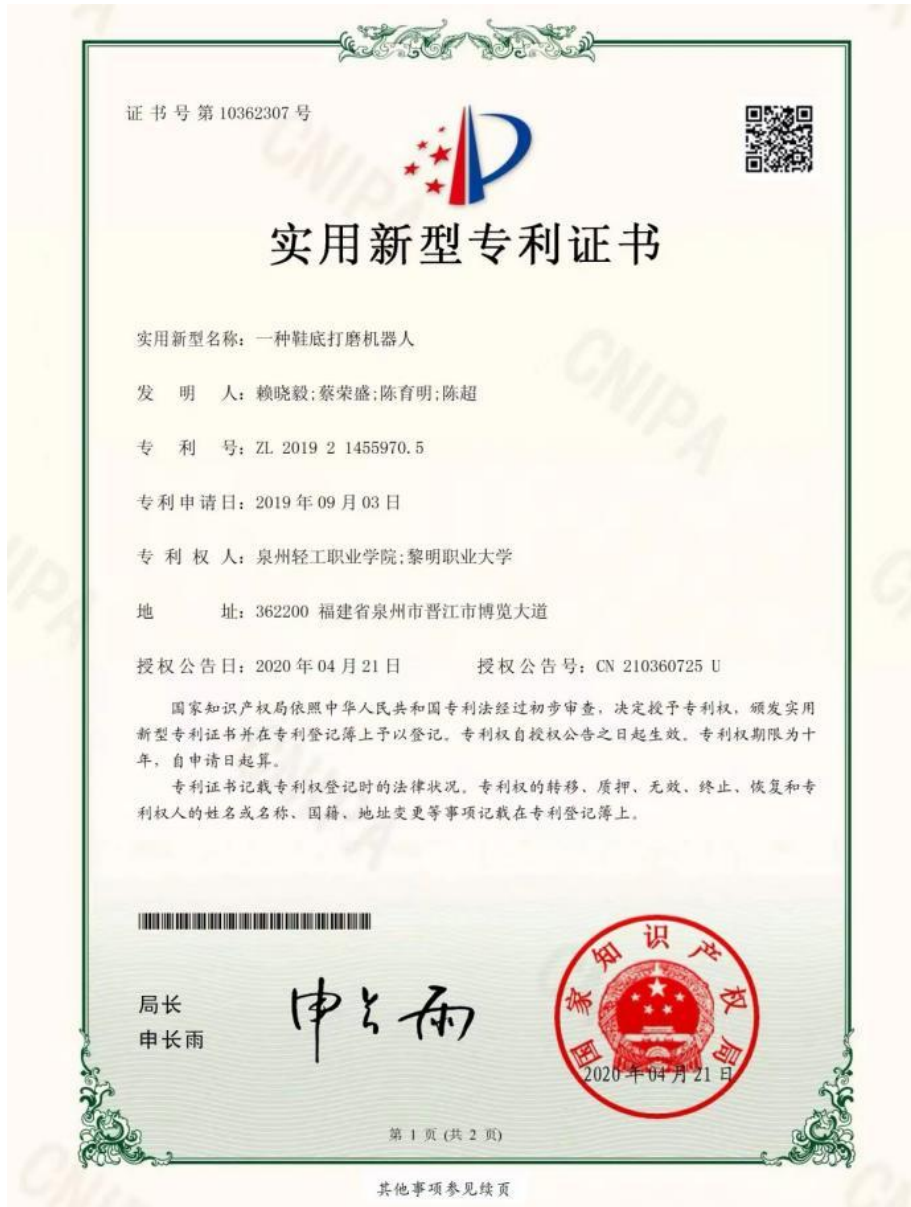 证书号第10362307号
实用新型专利证书
实用新型名称：一种鞋底打磨机器人
发明人：赖晓毅;蔡荣盛;陈育明;陈超
专利号：ZL 2019 2 1455970.5
专利申请日：2019年09月03日
专利权人：泉州轻工职业学院;黎明职业大学
地址：362200 福建省泉州市晋江市博览大道
授权公告日：2020年04月21日 授权公告号：CN 210360725 U
国家知识产权局依照中华人民共和国专利法经过初步审查，决定授予专利权，颁发实用
新型专利证书并在专利登记簿上予以登记。专利权自授权公告之日起生效。专利权期限为十
年，自申请日起算。
专利证书记载专利权登记时的法律状况。专利权的转移、质押、无效、终止、恢复和专
利权人的姓名或名称、国籍、地址变更等事项记载在专利登记簿上。
局长
申长雨
申长雨
国家知识产权局
2020年04月21日
第 1 页 (共 2 页)
其他事项参见续页
CNIPA
CNIPA
CNIPA